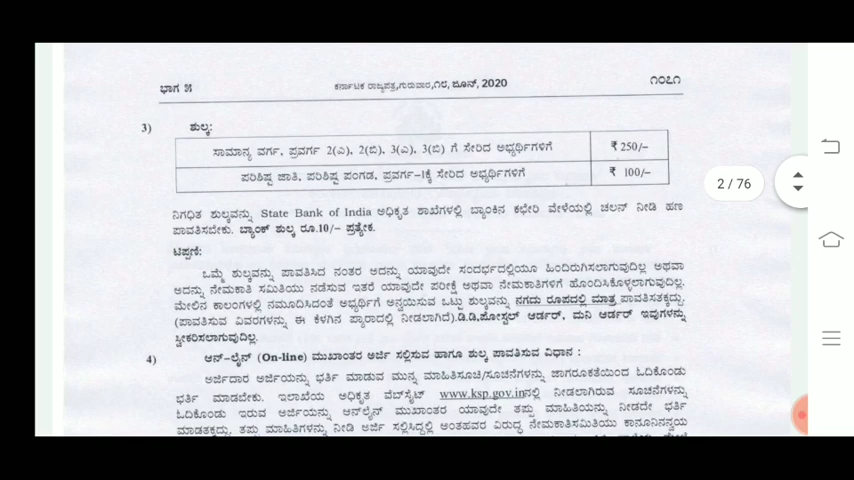 ಭಾಗ ೫ ಕರ್ನಾಟಕ ರಾಜ್ಯಪತ್ರ,ಗುರುವಾರ,೧೮, ಜೂನ್, 2020 ೧೦೭೧
3) ಶುಲ್ಕ:
ಸಾಮಾನ್ಯ ವರ್ಗ, ಪ್ರವರ್ಗ 2(ಎ), 2(ಬಿ), 3(ಎ), 3(ಬಿ) ಗೆ ಸೇರಿದ ಅಭ್ಯರ್ಥಿಗಳಿಗೆ ₹ 250/–
ಪರಿಶಿಷ್ಟ ಜಾತಿ, ಪರಿಶಿಷ್ಟ ಪಂಗಡ, ಪ್ರವರ್ಗ–1ಕ್ಕೆ ಸೇರಿದ ಅಭ್ಯರ್ಥಿಗಳಿಗೆ ₹ 100/–
ನಿಗಧಿತ ಶುಲ್ಕವನ್ನು State Bank of India ಅಧಿಕೃತ ಶಾಖೆಗಳಲ್ಲಿ ಬ್ಯಾಂಕಿನ ಕಛೇರಿ ವೇಳೆಯಲ್ಲಿ ಚಲನ್ ನೀಡಿ ಹಣ
ಪಾವತಿಸಬೇಕು. ಬ್ಯಾಂಕ್ ಶುಲ್ಕ ರೂ.10/– ಪ್ರತ್ಯೇಕ.
ಟಿಪ್ಪಣಿ:
ಒಮ್ಮೆ ಶುಲ್ಕವನ್ನು ಪಾವತಿಸಿದ ನಂತರ ಅದನ್ನು ಯಾವುದೇ ಸಂದರ್ಭದಲ್ಲಿಯೂ ಹಿಂದಿರುಗಿಸಲಾಗುವುದಿಲ್ಲ ಅಥವಾ
ಅದನ್ನು ನೇಮಕಾತಿ ಸಮಿತಿಯು ನಡೆಸುವ ಇತರೆ ಯಾವುದೇ ಪರೀಕ್ಷೆ ಅಥವಾ ನೇಮಕಾತಿಗಳಿಗೆ ಹೊಂದಿಸಿಕೊಳ್ಳಲಾಗುವುದಿಲ್ಲ.
ಮೇಲಿನ ಕಾಲಂಗಳಲ್ಲಿ ನಮೂದಿಸಿದಂತೆ ಅಭ್ಯರ್ಥಿಗೆ ಅನ್ವಯಿಸುವ ಒಟ್ಟು ಶುಲ್ಕವನ್ನು ನಗದು ರೂಪದಲ್ಲಿ ಮಾತ್ರ ಪಾವತಿಸತಕ್ಕದ್ದು.
(ಪಾವತಿಸುವ ವಿವರಗಳನ್ನು ಈ ಕೆಳಗಿನ ಪ್ಯಾರಾದಲ್ಲಿ ನೀಡಲಾಗಿದೆ).ಡಿ.ಡಿ,ಪೋಸ್ಟಲ್ ಆರ್ಡರ್, ಮನಿ ಆರ್ಡರ್ ಇವುಗಳನ್ನು
ಸ್ವೀಕರಿಸಲಾಗುವುದಿಲ್ಲ.
4) ಆನ್–ಲೈನ್ (On-line) ಮುಖಾಂತರ ಅರ್ಜಿ ಸಲ್ಲಿಸುವ ಹಾಗೂ ಶುಲ್ಕ ಪಾವತಿಸುವ ವಿಧಾನ :
ಅರ್ಜಿದಾರ ಅರ್ಜಿಯನ್ನು ಭರ್ತಿ ಮಾಡುವ ಮುನ್ನ ಮಾಹಿತಿಸೂಚಿ/ಸೂಚನೆಗಳನ್ನು ಜಾಗರೂಕತೆಯಿಂದ ಓದಿಕೊಂಡು
ಭರ್ತಿ ಮಾಡಬೇಕು. ಇಲಾಖೆಯ ಅಧಿಕೃತ ವೆಬ್‌ಸೈಟ್ www.ksp.gov.inನಲ್ಲಿ ನೀಡಲಾಗಿರುವ ಸೂಚನೆಗಳನ್ನು
ಓದಿಕೊಂಡು ಇರುವ ಅರ್ಜಿಯನ್ನು ಆನ್‌ಲೈನ್ ಮುಖಾಂತರ ಯಾವುದೇ ತಪ್ಪು ಮಾಹಿತಿಯನ್ನು ನೀಡದೇ ಭರ್ತಿ
ಮಾಡತಕ್ಕದ್ದು. ತಪ್ಪು ಮಾಹಿತಿಗಳನ್ನು ನೀಡಿ ಅರ್ಜಿ ಸಲ್ಲಿಸಿದ್ದಲ್ಲಿ ಅಂತಹವರ ವಿರುದ್ಧ ನೇಮಕಾತಿಸಮಿತಿಯು ಕಾನೂನಿನನ್ವಯ
2 / 76